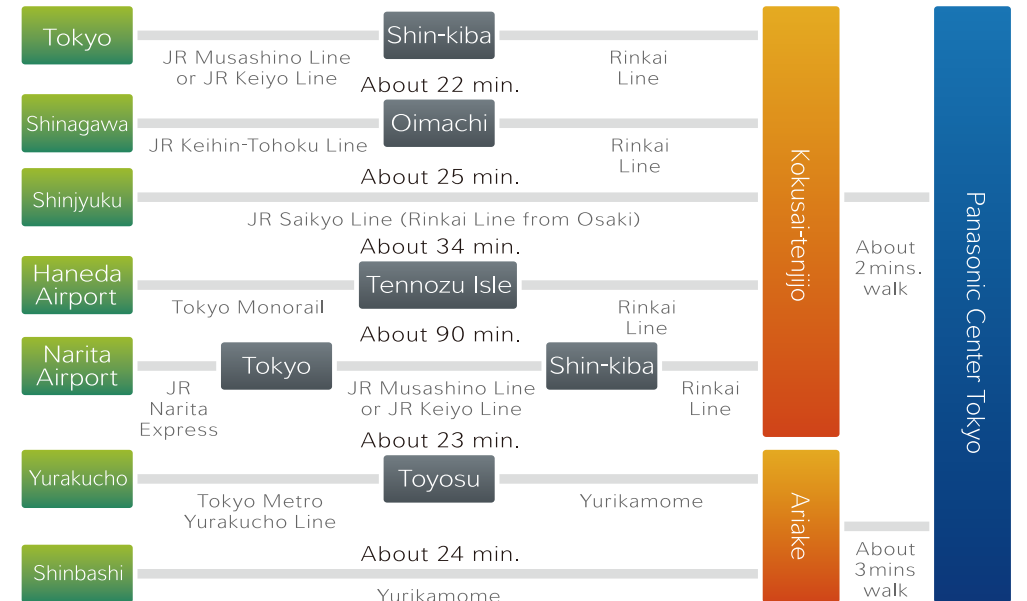 Tokyo
Shin-kiba
JR Musashino Line
or JR Keiyo Line
Rinkai
Line
About 22 min.
Shinagawa
Oimachi
JR Keihin-Tohoku Line
Rinkai
Line
About 25 min.
Shinjyuku
JR Saikyo Line (Rinkai Line from Osaki)
About 34 min.
Haneda
Airport
Tennozu Isle
Tokyo Monorail
Rinkai
Line
About 90 min.
Narita
Airport
Tokyo
Shin-kiba
JR
Narita
Express
JR Musashino Line
or JR Keiyo Line
Rinkai
Line
About 23 min.
Yurakucho
Toyosu
Tokyo Metro
Yurakucho Line
Yurikamome
About 24 min.
Shinbashi
Yurikamome
Kokusai-tenjijo
Ariake
About
2mins.
walk
About
3mins
walk
Panasonic Center Tokyo